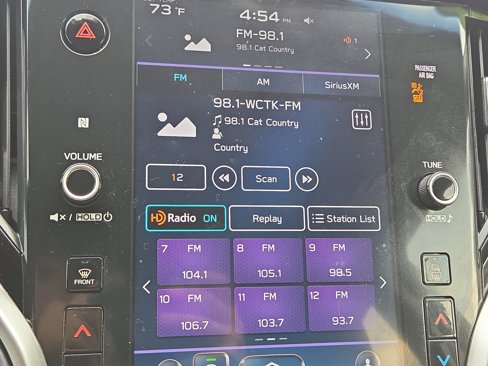 73°F
4:54 PM
FM-98.1
98.1 Cat Country
1
FM
AM
SiriusXM
PASSENGER
AIR BAG
98.1-WCTK-FM
98.1 Cat Country
Country
VOLUME
TUNE
12
Scan
/ HOLD
HOLD
HD Radio ON
Replay
Station List
7 FM
104.1
8 FM
105.1
9 FM
98.5
FRONT
10 FM
106.7
11 FM
103.7
12 FM
93.7